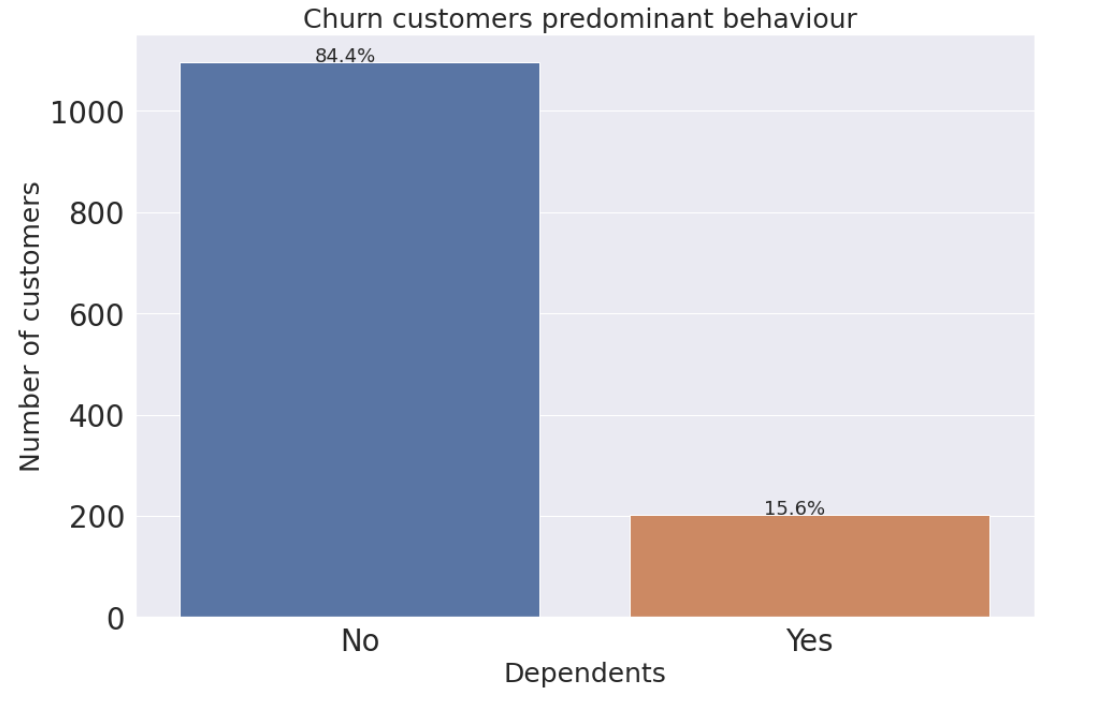 Churn customers predominant behaviour
84.4%
1000
800
600
400
200
0
Number of customers
15.6%
No
Yes
Dependents